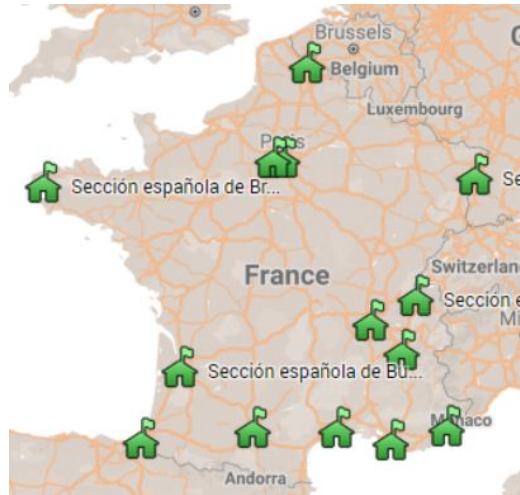 Brussels
Belgium
Luxembourg
Paris
Sección española de Br...
Se
Switzerlan
France
Sección e
Mi
Sección española de Bu...
Monaco
Andorra